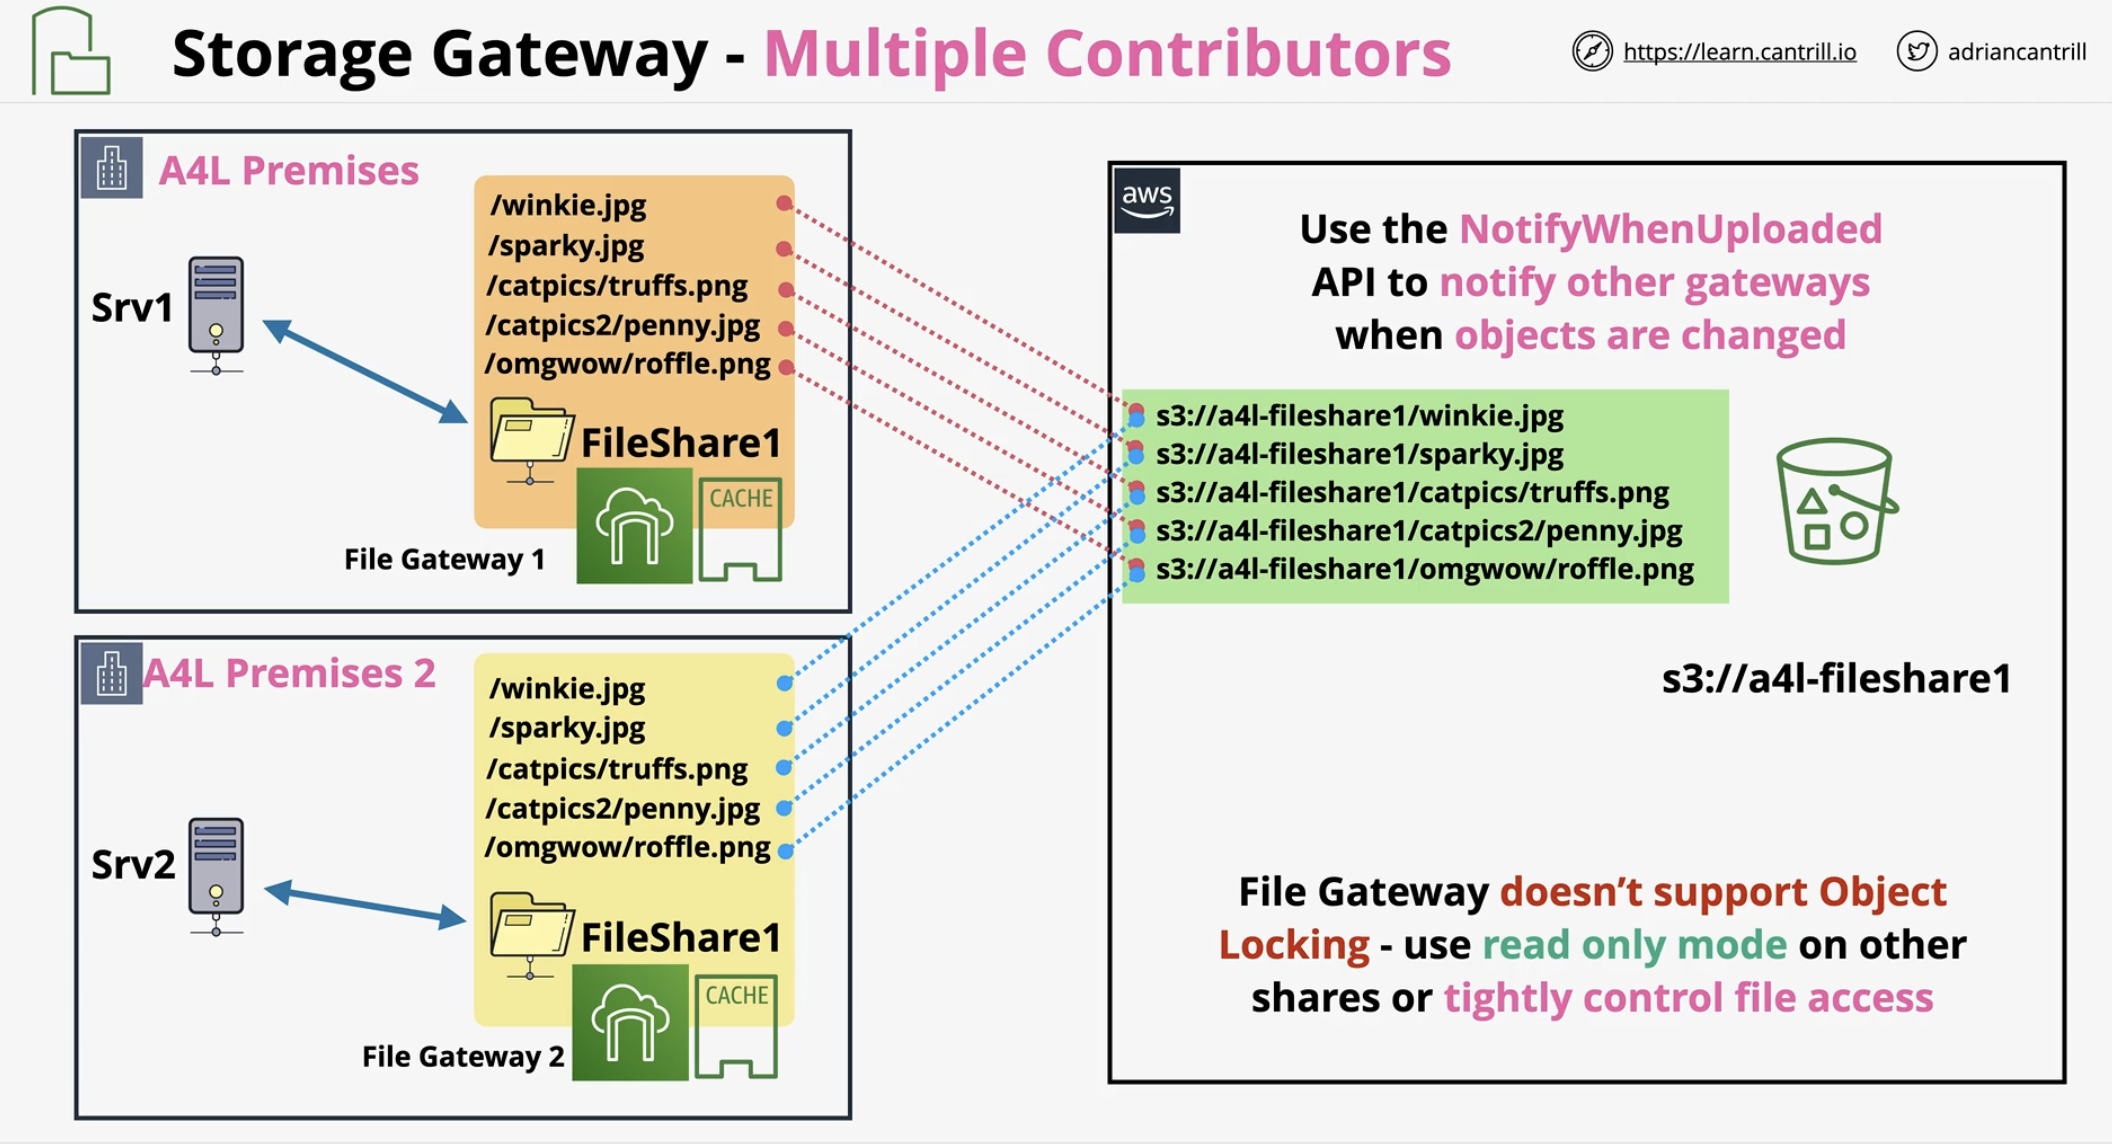 Storage Gateway - Multiple Contributors
https://learn.cantrill.io
adriancantrill
A4L Premises
/winkie.jpg
/sparky.jpg
/catpics/truffs.png
/catpics2/penny.jpg
/omgwow/roffle.png
Srv1
FileShare1
CACHE
File Gateway 1
A4L Premises 2
/winkie.jpg
/sparky.jpg
/catpics/truffs.png
/catpics2/penny.jpg
/omgwow/roffle.png
Srv2
FileShare1
CACHE
File Gateway 2
aws
Use the NotifyWhenUploaded
API to notify other gateways
when objects are changed
s3://a4l-fileshare1/winkie.jpg
s3://a4l-fileshare1/sparky.jpg
s3://a4l-fileshare1/catpics/truffs.png
s3://a4l-fileshare1/catpics2/penny.jpg
s3://a4l-fileshare1/omgwow/roffle.png
s3://a4l-fileshare1
File Gateway doesn’t support Object
Locking - use read only mode on other
shares or tightly control file access